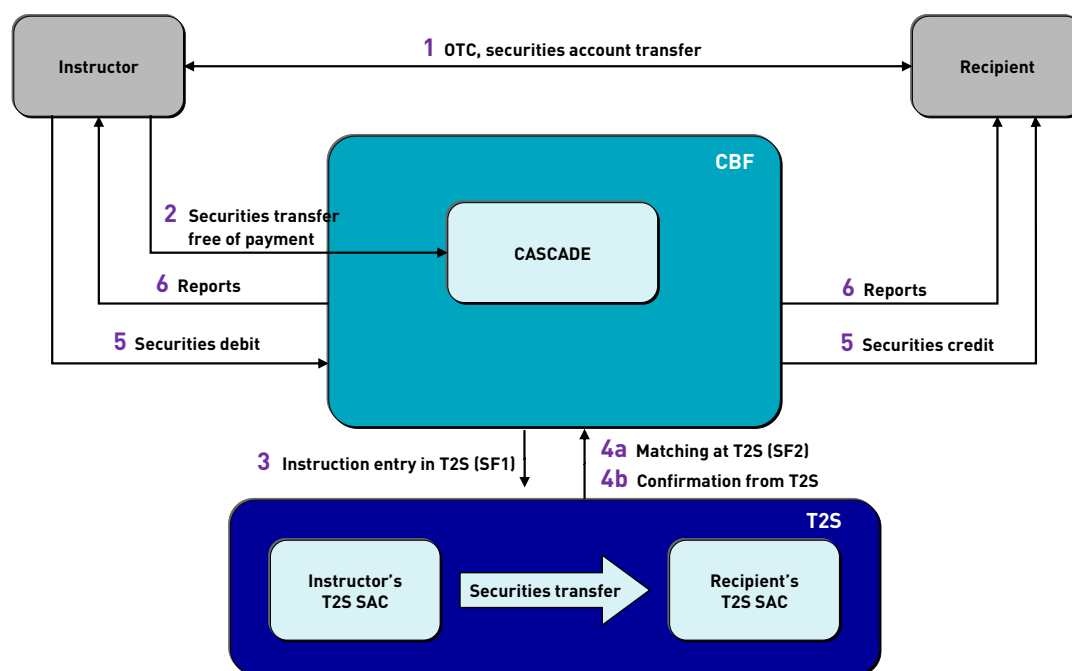 1 OTC, securities account transfer
Instructor
Recipient
CBF
2 Securities transfer
free of payment
CASCADE
6 Reports
6 Reports
5 Securities debit
5 Securities credit
3 Instruction entry in T2S (SF1)
4a Matching at T2S (SF2)
4b Confirmation from T2S
T2S
Instructor’s
T2S SAC
Securities transfer
Recipient’s
T2S SAC